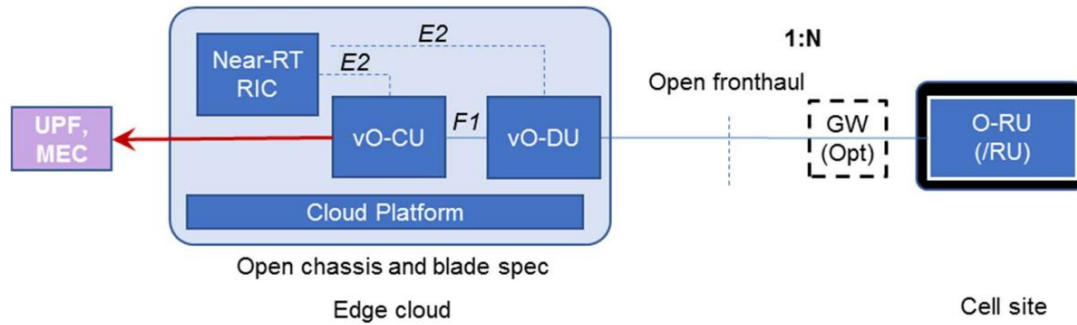 E2
1:N
Near-RT
RIC
E2
Open fronthaul
UPF,
MEC
vO-CU
F1
vO-DU
GW
(Opt)
O-RU
(/RU)
Cloud Platform
Open chassis and blade spec
Edge cloud
Cell site